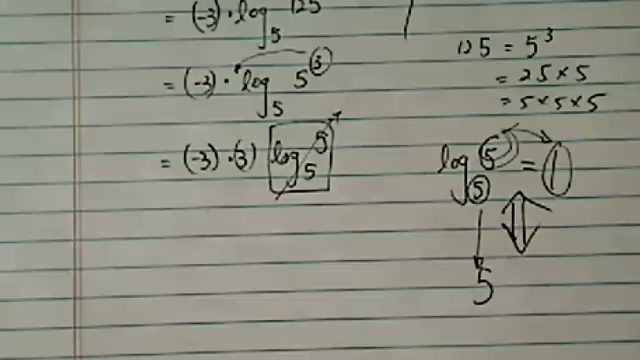 = (-3) · log₅ 125
= (-3) · log₅ 5³
= (-3) · (3) log₅ 5
125 = 5³
= 25 × 5
= 5 × 5 × 5
log₅ 5 = 1
5